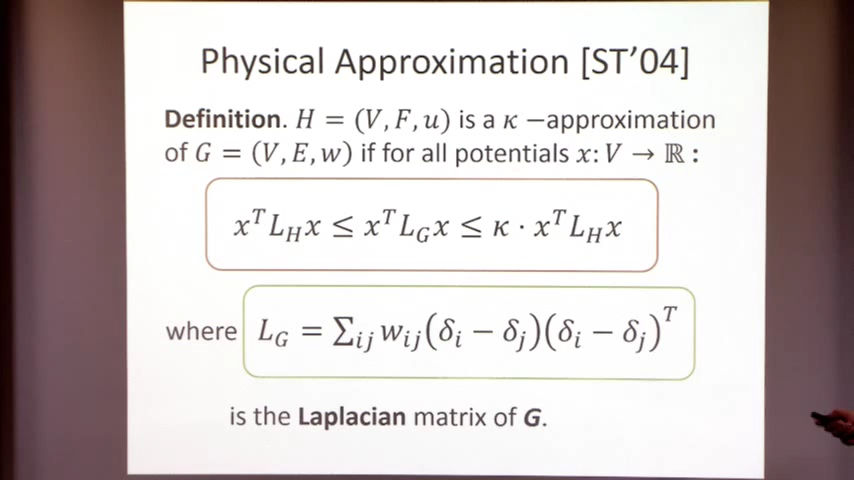 Physical Approximation [ST’04]
Definition. H = (V, F, u) is a κ −approximation
of G = (V, E, w) if for all potentials x: V → ℝ :
xᵀL_Hx ≤ xᵀL_Gx ≤ κ · xᵀL_Hx
where L_G = ∑_ij w_ij(δ_i − δ_j)(δ_i − δ_j)ᵀ
is the Laplacian matrix of G.